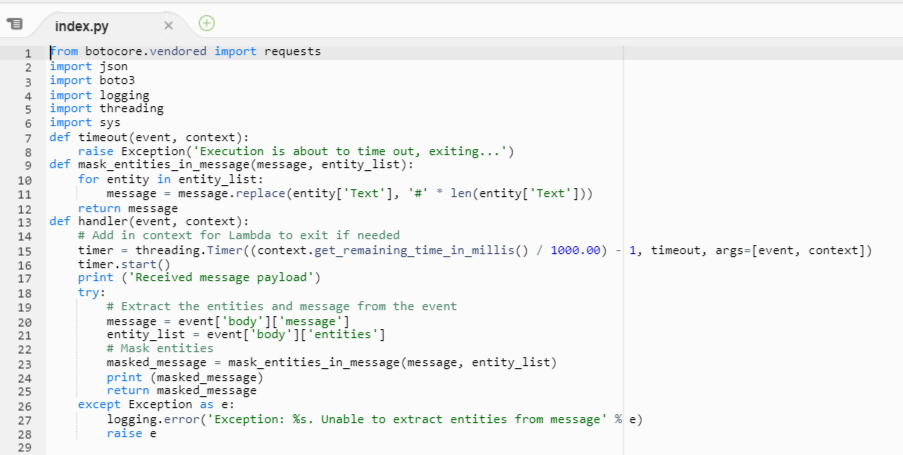 index.py
1 from botocore.vendored import requests
2 import json
3 import boto3
4 import logging
5 import threading
6 import sys
7 def timeout(event, context):
8     raise Exception('Execution is about to time out, exiting...')
9 def mask_entities_in_message(message, entity_list):
10     for entity in entity_list:
11         message = message.replace(entity['Text'], '#' * len(entity['Text']))
12     return message
13 def handler(event, context):
14     # Add in context for Lambda to exit if needed
15     timer = threading.Timer((context.get_remaining_time_in_millis() / 1000.00) - 1, timeout, args=[event, context])
16     timer.start()
17     print ('Received message payload')
18     try:
19         # Extract the entities and message from the event
20         message = event['body']['message']
21         entity_list = event['body']['entities']
22         # Mask entities
23         masked_message = mask_entities_in_message(message, entity_list)
24         print (masked_message)
25         return masked_message
26     except Exception as e:
27         logging.error('Exception: %s. Unable to extract entities from message' % e)
28         raise e
29